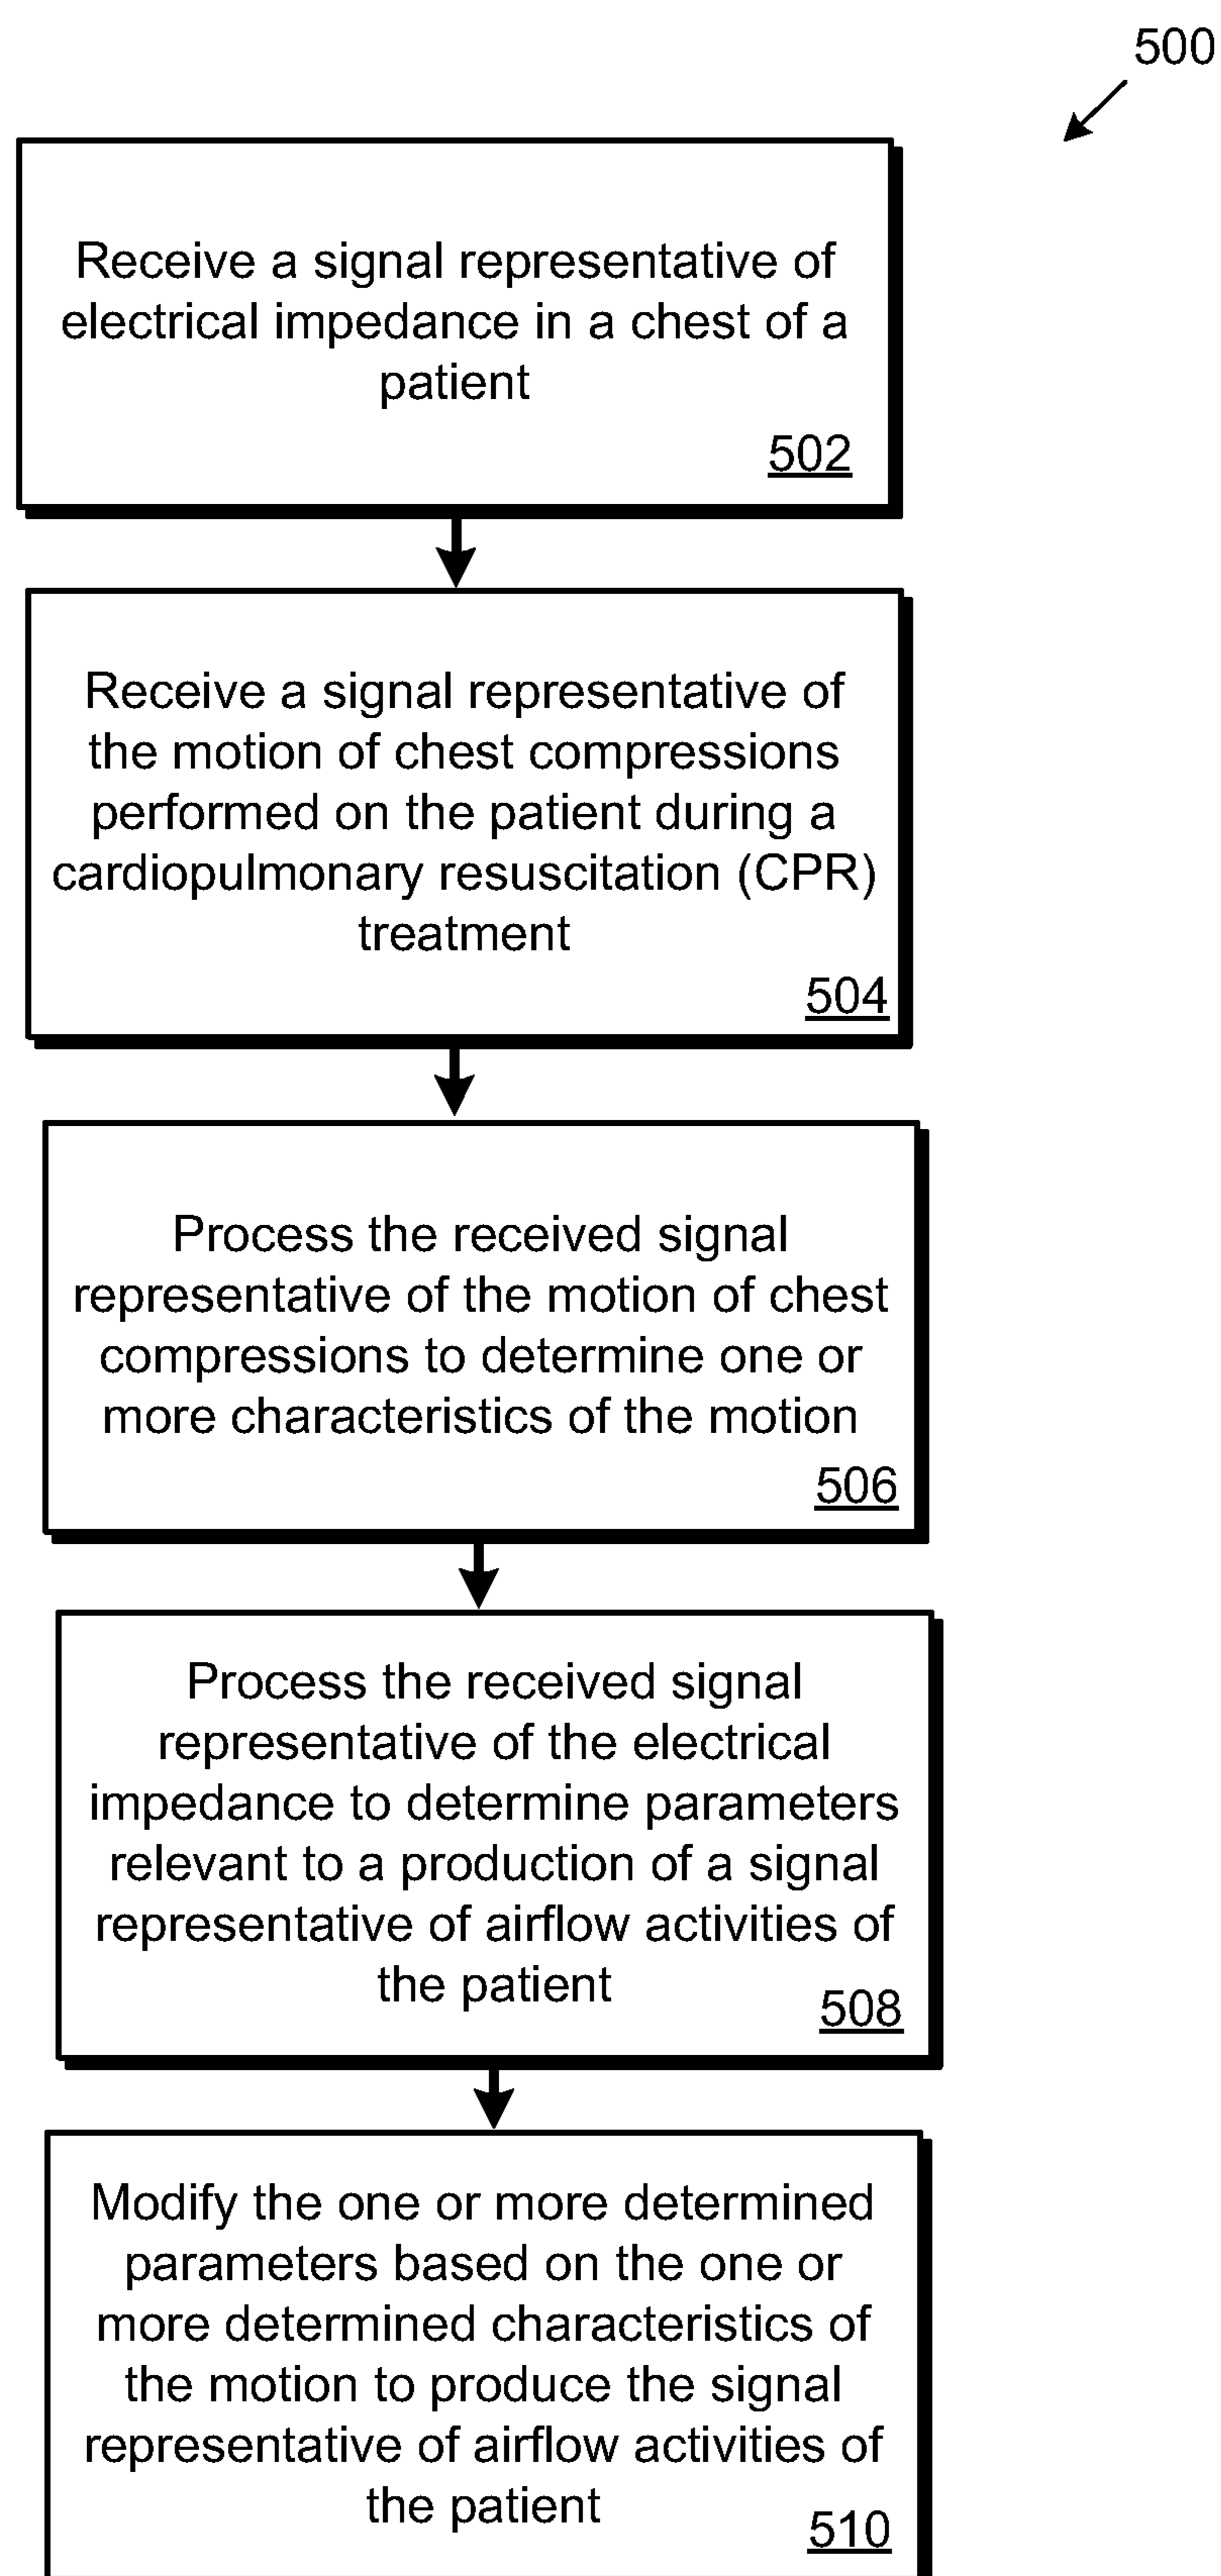 500
Receive a signal representative of
electrical impedance in a chest of a
patient
502
Receive a signal representative of
the motion of chest compressions
performed on the patient during a
cardiopulmonary resuscitation (CPR)
treatment
504
Process the received signal
representative of the motion of chest
compressions to determine one or
more characteristics of the motion
506
Process the received signal
representative of the electrical
impedance to determine parameters
relevant to a production of a signal
representative of airflow activities of
the patient
508
Modify the one or more determined
parameters based on the one or
more determined characteristics of
the motion to produce the signal
representative of airflow activities of
the patient
510